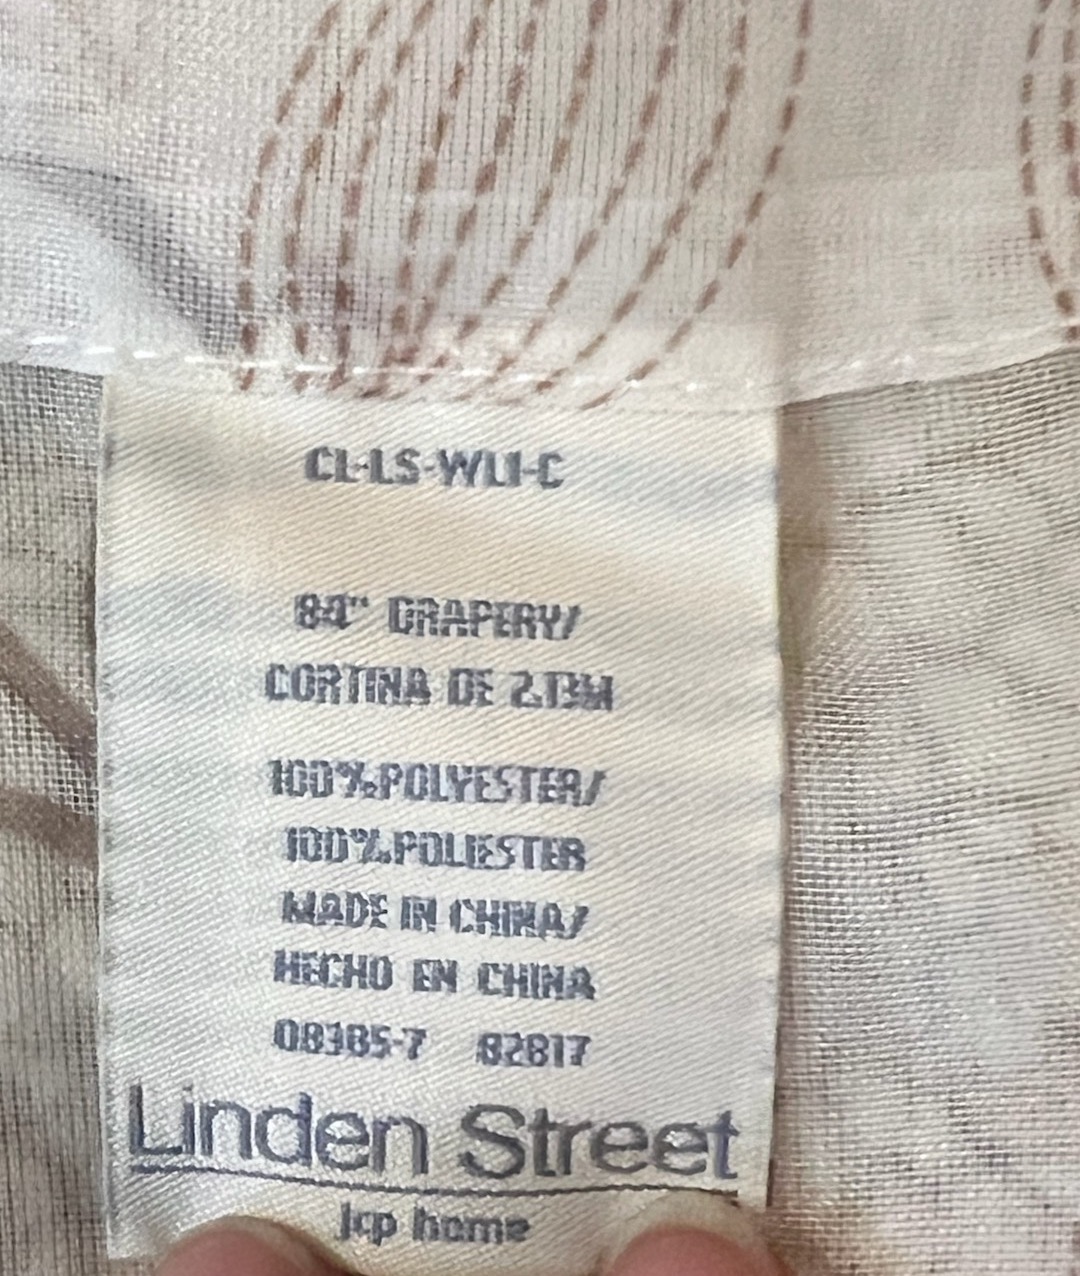 CL-LS-WLI-C
84" DRAPERY/
CORTINA DE 2.13M
100%POLYESTER/
100%POLIESTER
MADE IN CHINA/
HECHO EN CHINA
08385-7 82817
Linden Street
jcp home